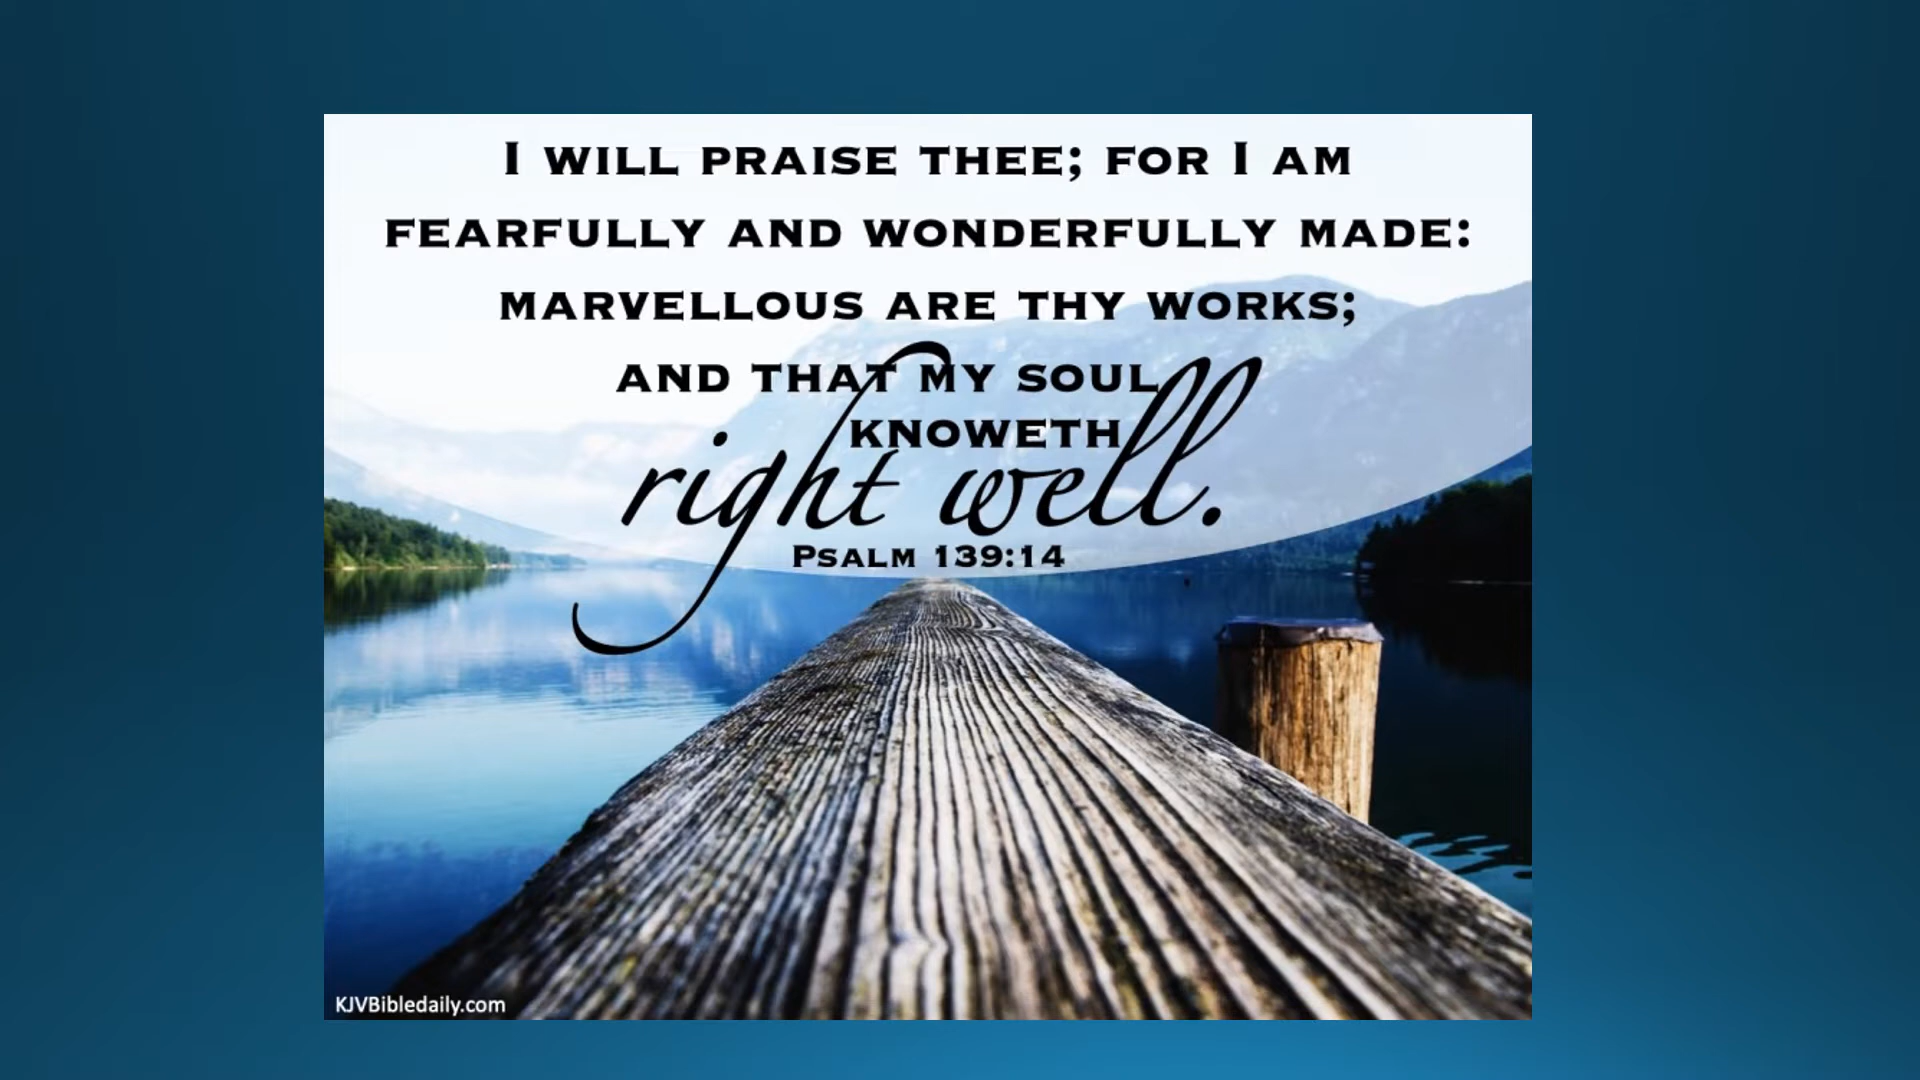 I WILL PRAISE THEE; FOR I AM
FEARFULLY AND WONDERFULLY MADE:
MARVELLOUS ARE THY WORKS;
AND THAT MY SOUL
KNOWETH
right well.
PSALM 139:14
KJVBibledaily.com